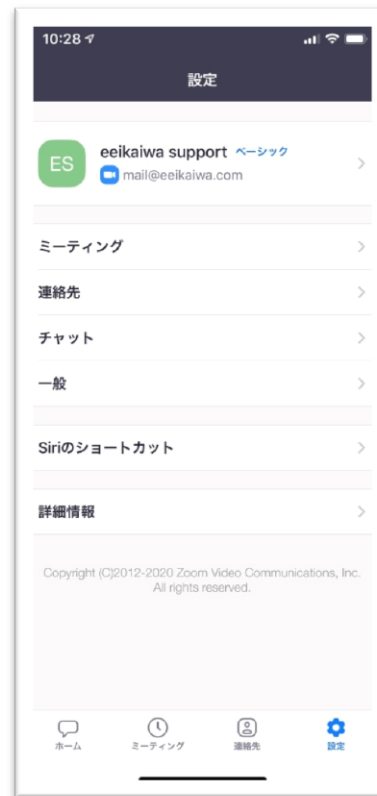 10:28
設定
ES
eeikaiwa support ベーシック
mail@eeikaiwa.com
ミーティング
連絡先
チャット
一般
Siriのショートカット
詳細情報
Copyright (C)2012-2020 Zoom Video Communications, Inc.
All rights reserved.
ホーム ミーティング 連絡先 設定